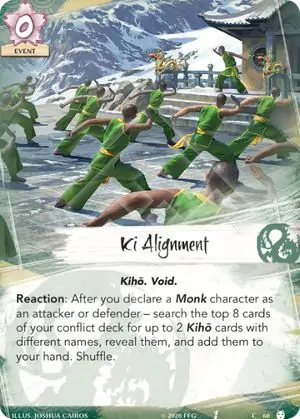 0
EVENT
Ki Alignment
Kihō. Void.
Reaction: After you declare a Monk character as
an attacker or defender – search the top 8 cards
of your conflict deck for up to 2 Kihō cards with
different names, reveal them, and add them to
your hand. Shuffle.
ILLUS. JOSHUA CAIROS
© 2020 FFG
C 60